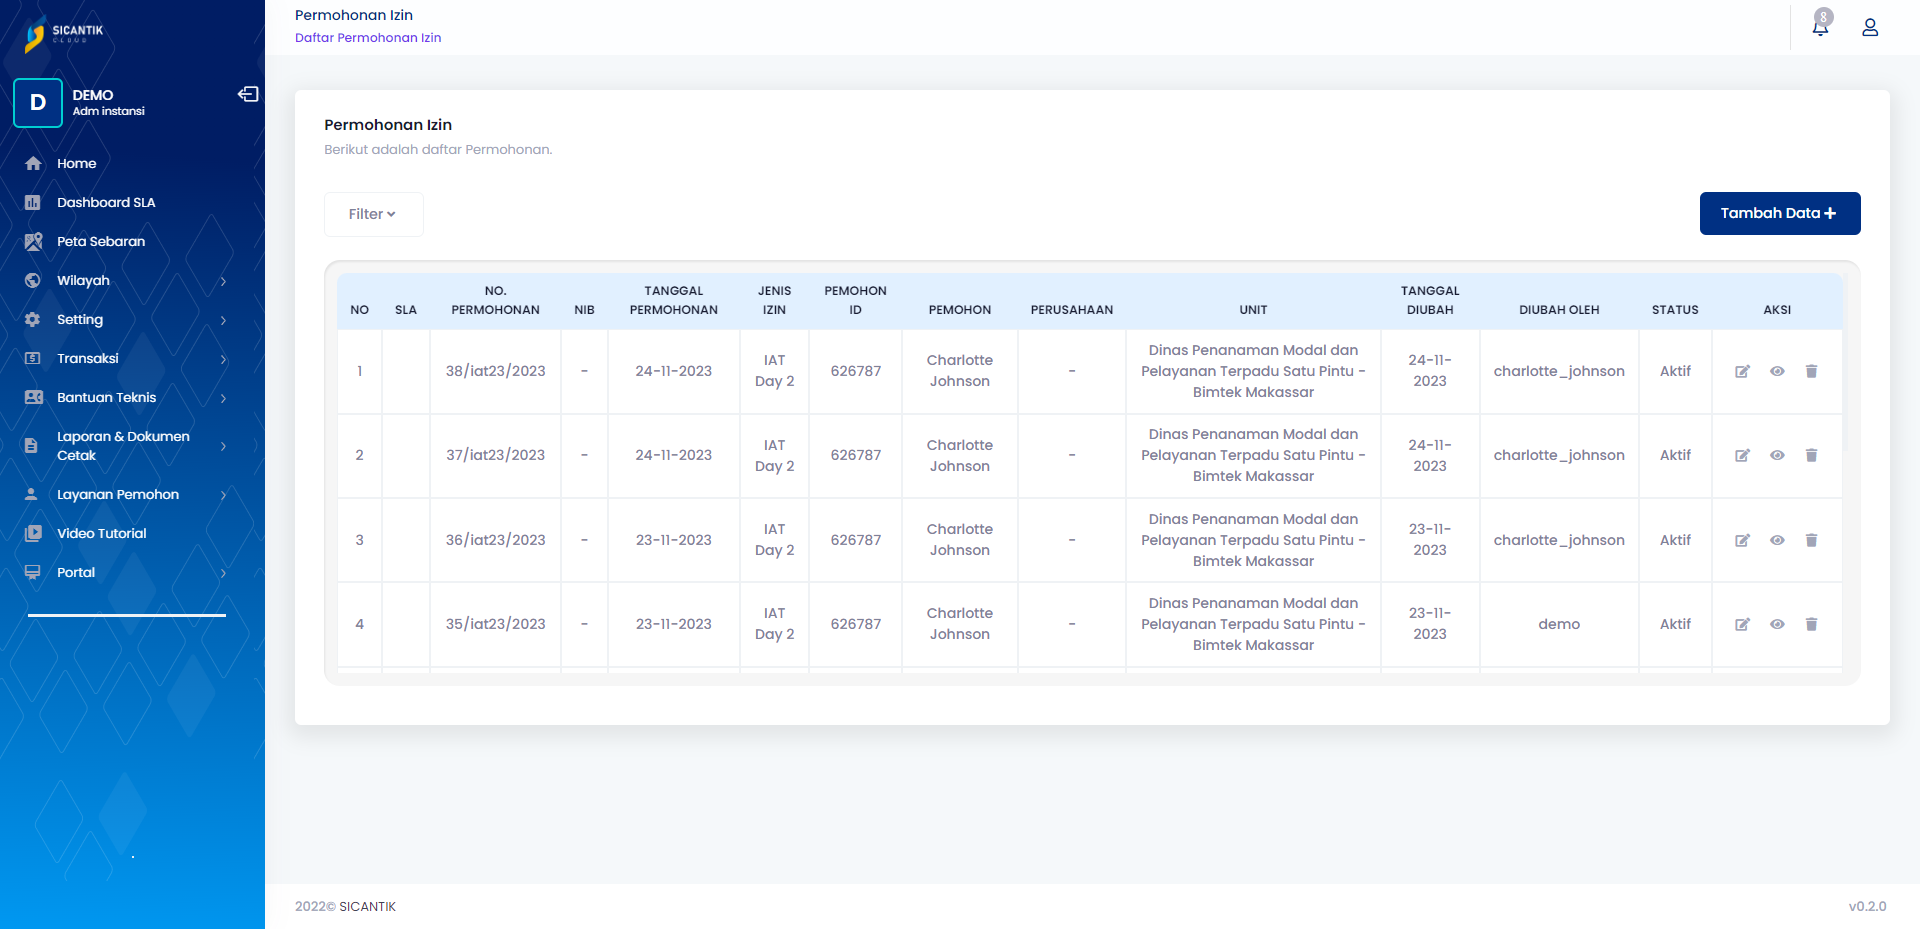 SICANTIK
CLOUD
D
DEMO
Adm instansi
Home
Dashboard SLA
Peta Sebaran
Wilayah
Setting
Transaksi
Bantuan Teknis
Laporan & Dokumen
Cetak
Layanan Pemohon
Video Tutorial
Portal
Permohonan Izin
Daftar Permohonan Izin
8
Permohonan Izin
Berikut adalah daftar Permohonan.
Filter
Tambah Data +
NO SLA NO. PERMOHONAN NIB TANGGAL PERMOHONAN JENIS IZIN PEMOHON ID PEMOHON PERUSAHAAN UNIT TANGGAL DIUBAH DIUBAH OLEH STATUS AKSI
1 38/iat23/2023 - 24-11-2023 IAT Day 2 626787 Charlotte Johnson - Dinas Penanaman Modal dan Pelayanan Terpadu Satu Pintu - Bimtek Makassar 24-11-2023 charlotte_johnson Aktif
2 37/iat23/2023 - 24-11-2023 IAT Day 2 626787 Charlotte Johnson - Dinas Penanaman Modal dan Pelayanan Terpadu Satu Pintu - Bimtek Makassar 24-11-2023 charlotte_johnson Aktif
3 36/iat23/2023 - 23-11-2023 IAT Day 2 626787 Charlotte Johnson - Dinas Penanaman Modal dan Pelayanan Terpadu Satu Pintu - Bimtek Makassar 23-11-2023 charlotte_johnson Aktif
4 35/iat23/2023 - 23-11-2023 IAT Day 2 626787 Charlotte Johnson - Dinas Penanaman Modal dan Pelayanan Terpadu Satu Pintu - Bimtek Makassar 23-11-2023 demo Aktif
2022© SICANTIK
v0.2.0